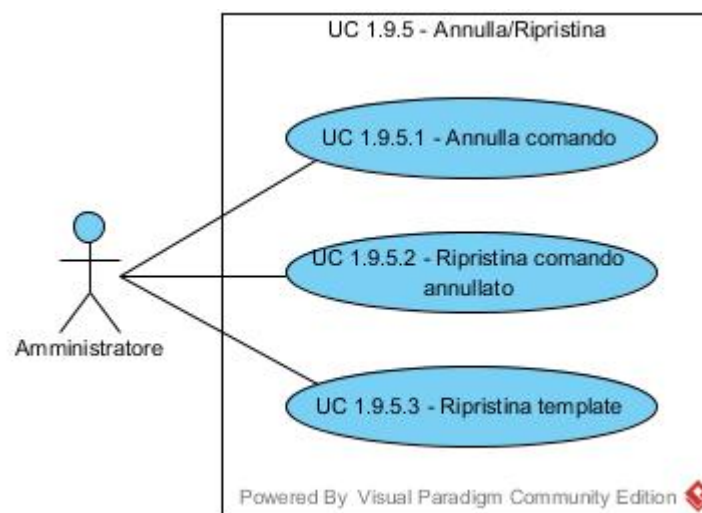 UC 1.9.5 - Annulla/Ripristina
UC 1.9.5.1 - Annulla comando
UC 1.9.5.2 - Ripristina comando
annullato
Amministratore
UC 1.9.5.3 - Ripristina template
Powered By Visual Paradigm Community Edition